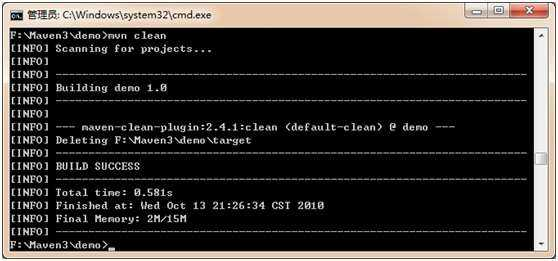 管理员: C:\Windows\system32\cmd.exe
F:\Maven3\demo>mvn clean
[INFO] Scanning for projects...
[INFO]
[INFO] ------------------------------------------------------------------------
[INFO] Building demo 1.0
[INFO] ------------------------------------------------------------------------
[INFO]
[INFO] --- maven-clean-plugin:2.4.1:clean (default-clean) @ demo ---
[INFO] Deleting F:\Maven3\demo\target
[INFO] ------------------------------------------------------------------------
[INFO] BUILD SUCCESS
[INFO] ------------------------------------------------------------------------
[INFO] Total time: 0.581s
[INFO] Finished at: Wed Oct 13 21:26:34 CST 2010
[INFO] Final Memory: 2M/15M
[INFO] ------------------------------------------------------------------------
F:\Maven3\demo>_